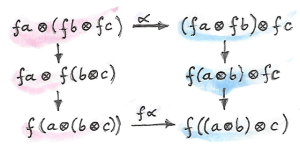 fa ⊗ (fb ⊗ fc) α (fa ⊗ fb) ⊗ fc
fa ⊗ f(b⊗c) f(a⊗b) ⊗ fc
f(a⊗(b⊗c)) fα f((a⊗b) ⊗ c)